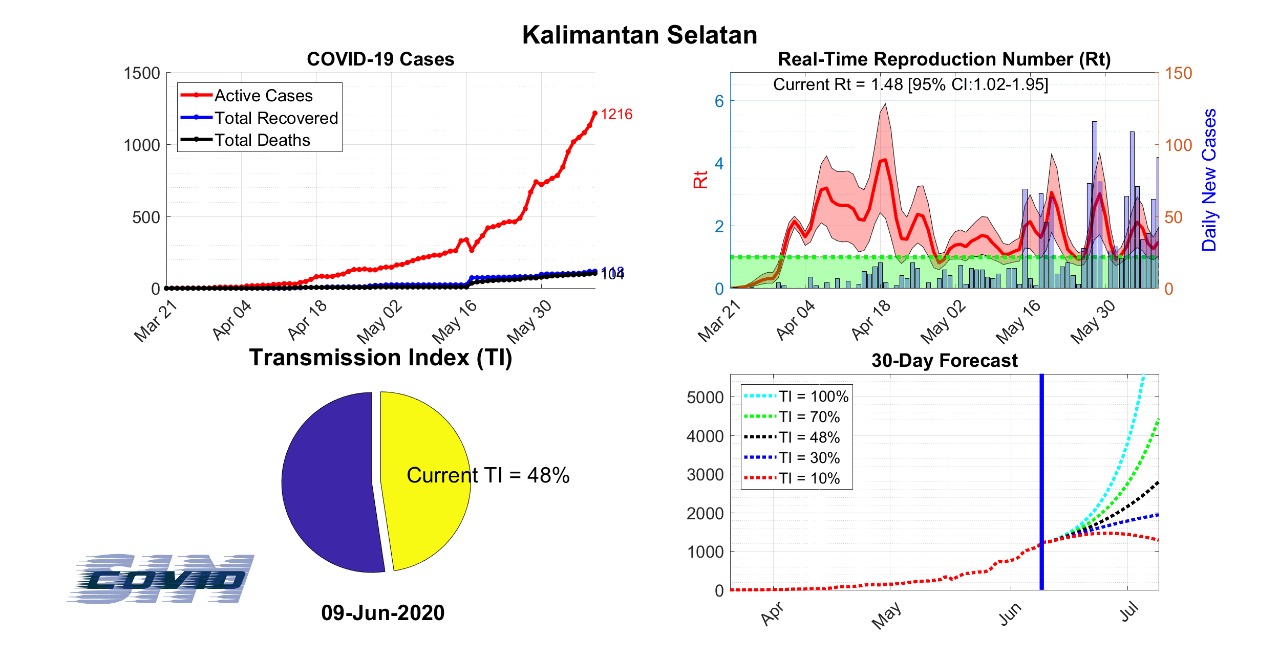 Kalimantan Selatan
COVID-19 Cases
1500
1000
500
0
Active Cases
Total Recovered
Total Deaths
1216
104
Mar 21
Apr 04
Apr 18
May 02
May 16
May 30
Real-Time Reproduction Number (Rt)
Current Rt = 1.48 [95% CI:1.02-1.95]
Rt
6
4
2
0
150
100
50
0
Daily New Cases
Mar 21
Apr 04
Apr 18
May 02
May 16
May 30
Transmission Index (TI)
Current TI = 48%
09-Jun-2020
SIM
COVID
30-Day Forecast
5000
4000
3000
2000
1000
0
TI = 100%
TI = 70%
TI = 48%
TI = 30%
TI = 10%
Apr
May
Jun
Jul